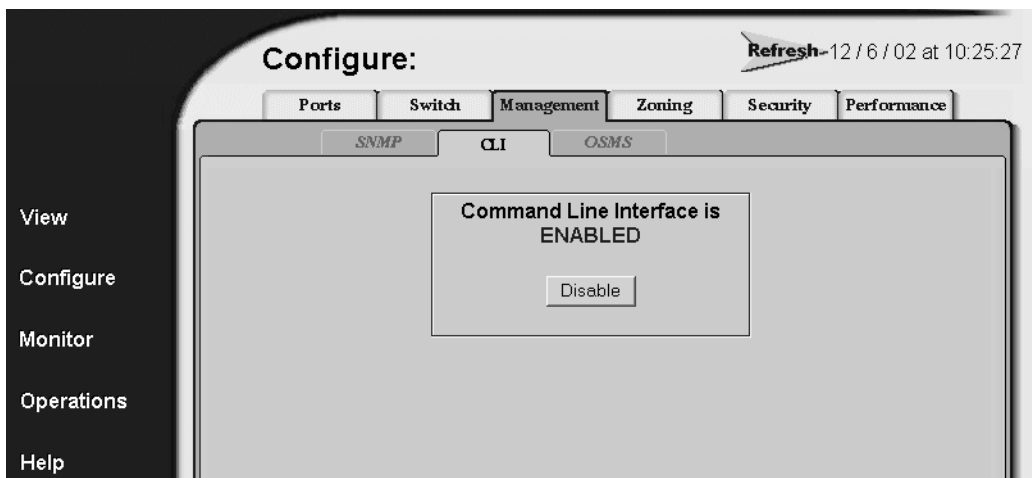 Configure:
Refresh 12 / 6 / 02 at 10:25:27
Ports Switch Management Zoning Security Performance
SNMP CLI OSMS
Command Line Interface is
ENABLED
Disable
View
Configure
Monitor
Operations
Help